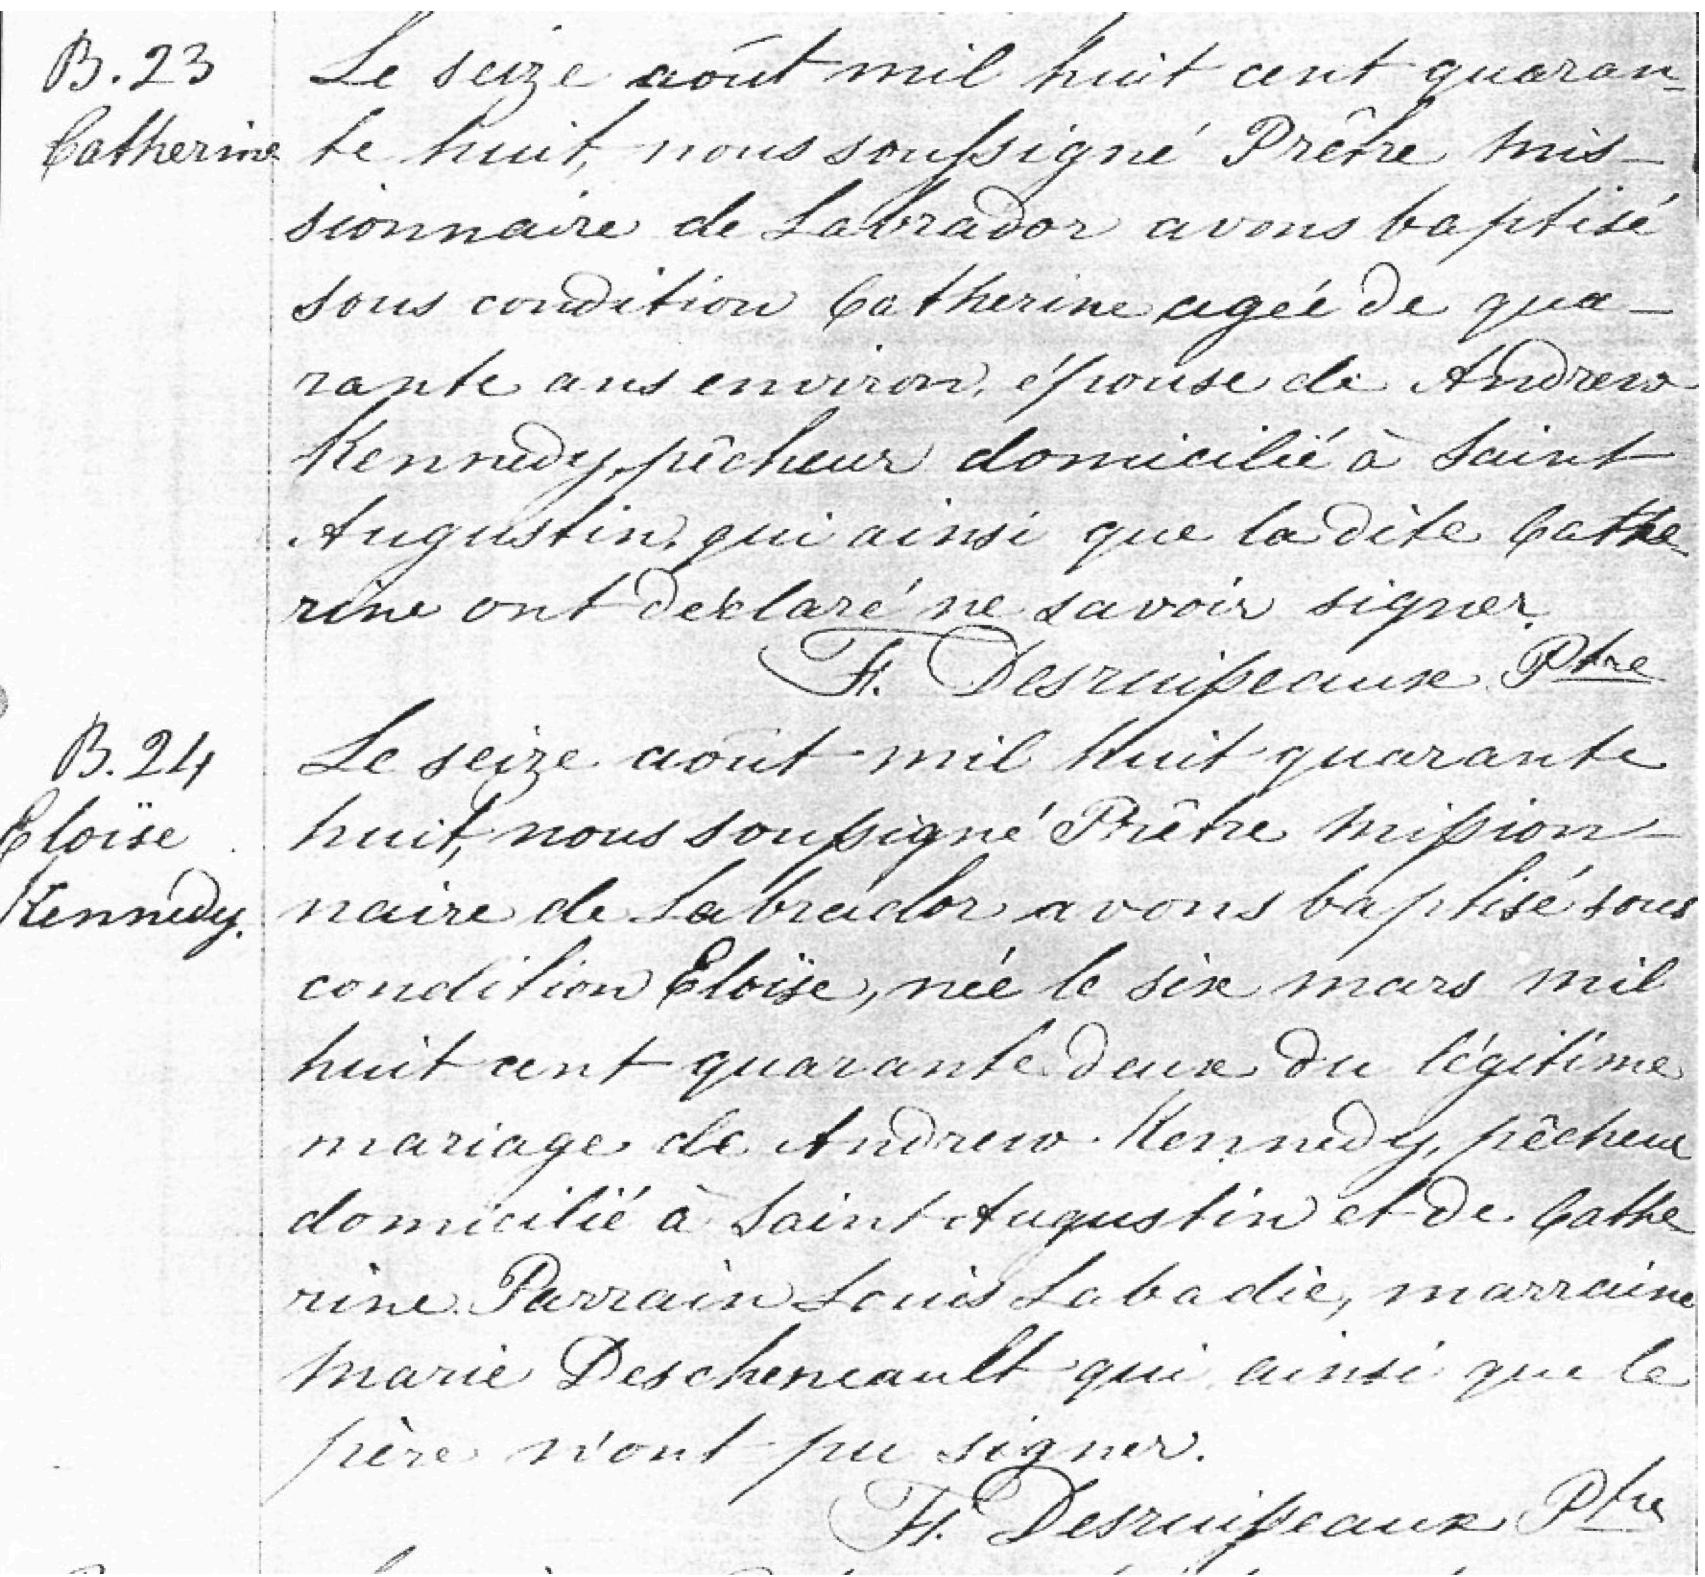 B. 23
Catherine
Le seize août mil huit cent quaran-
te huit, nous soussigné Prêtre mis-
sionnaire de Labrador avons baptisé
sous condition Catherine ageé de qua-
rante ans environ, épouse de Andrew
Kennedy, pêcheur domicilié à Saint
Augustin, qui ainsi que la dite Cathe-
rine ont déclaré ne savoir signer.
F. Desruisseaux Ptre
B. 24
Eloïse
Kennedy.
Le seize août mil huit quarante
huit, nous soussigné Prêtre mission-
naire de Labrador avons baptisé sous
condition Eloïse, née le six mars mil
huit cent quarante deux du légitime
mariage de Andrew Kennedy, pêcheur
domicilié à Saint Augustin et de Cathe
rine. Parrain Louis Labadie, marraine
Marie Descheneault qui ainsi que le
père n'ont pu signer.
F. Desruisseaux Ptre